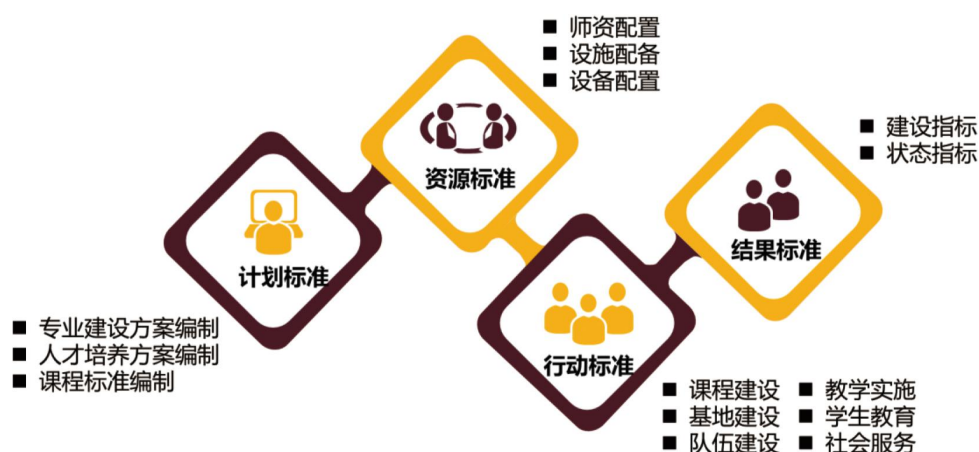 师资配置
设施配备
设备配置
资源标准
建设指标
状态指标
结果标准
计划标准
专业建设方案编制
人才培养方案编制
课程标准编制
行动标准
课程建设
基地建设
队伍建设
教学实施
学生教育
社会服务